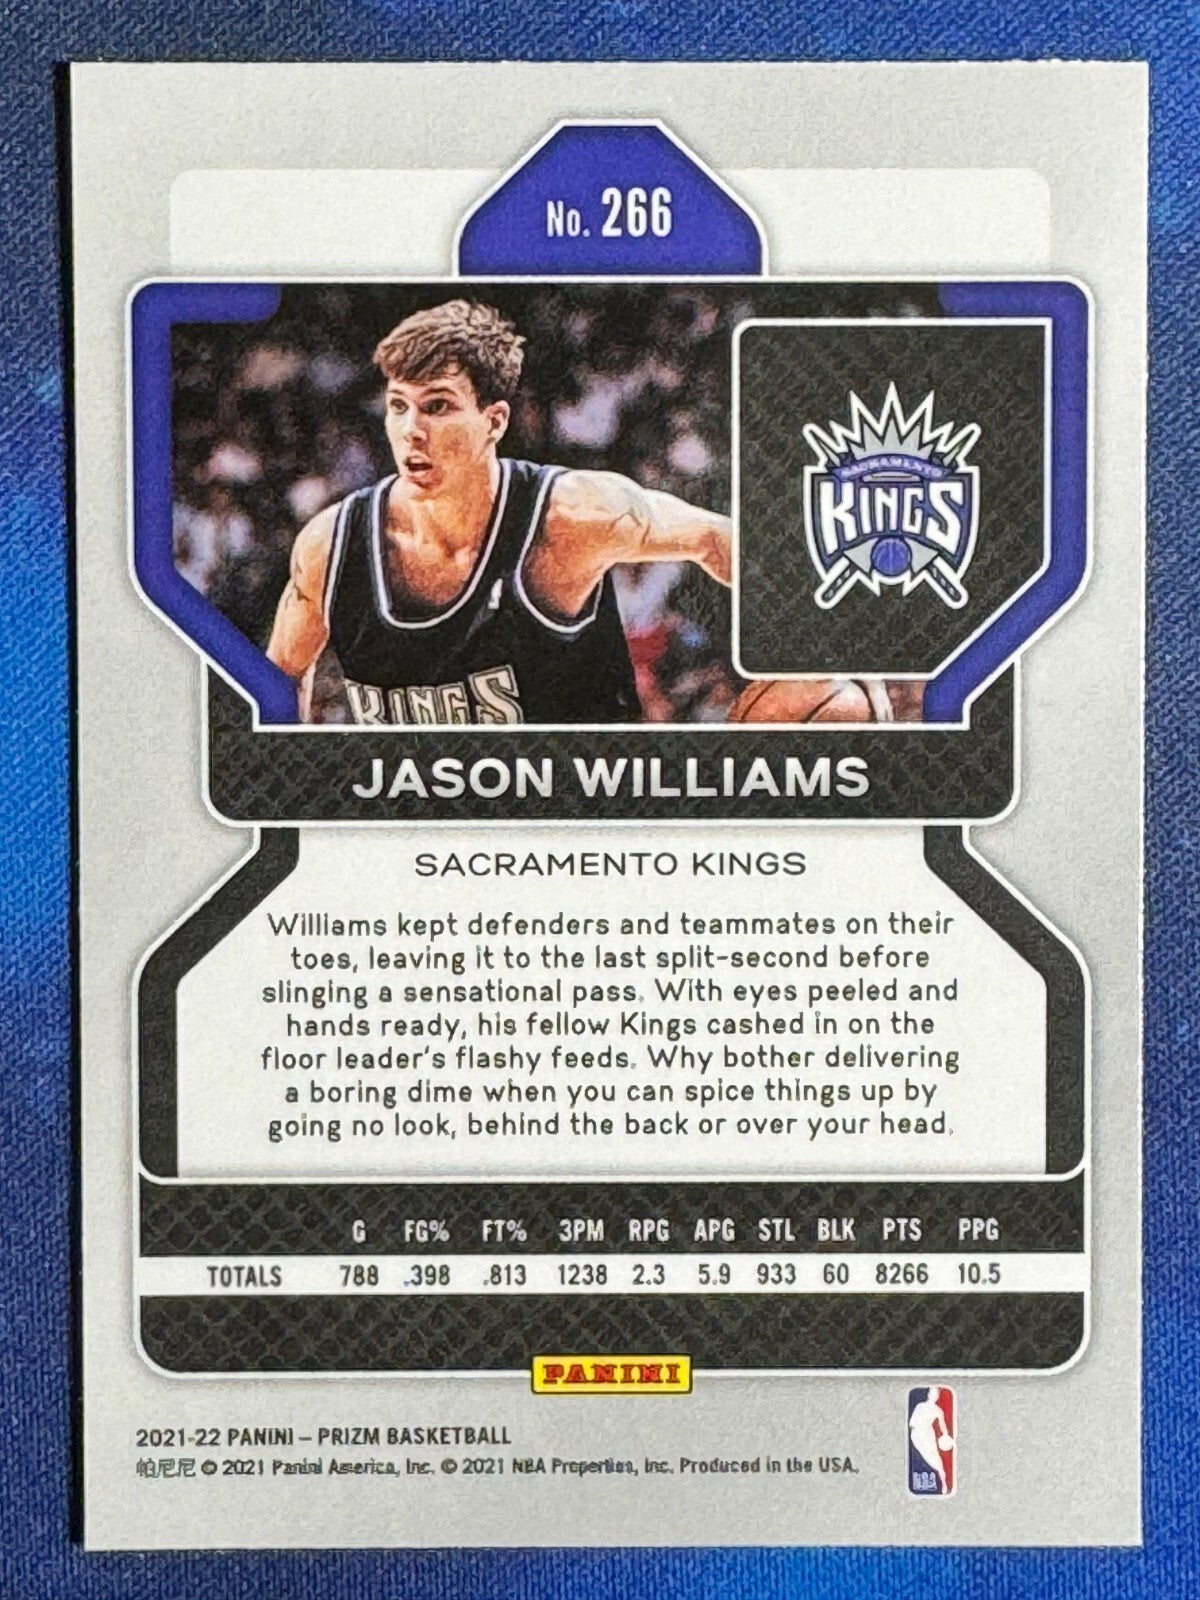 No. 266
SACRAMENTO
KINGS
KINGS
JASON WILLIAMS
SACRAMENTO KINGS
Williams kept defenders and teammates on their
toes, leaving it to the last split-second before
slinging a sensational pass. With eyes peeled and
hands ready, his fellow Kings cashed in on the
floor leader's flashy feeds. Why bother delivering
a boring dime when you can spice things up by
going no look, behind the back or over your head.
G FG% FT% 3PM RPG APG STL BLK PTS PPG
TOTALS 788 .398 .813 1238 2.3 5.9 933 60 8266 10.5
PANINI
2021-22 PANINI – PRIZM BASKETBALL
帕尼尼 © 2021 Panini America, Inc. © 2021 NBA Properties, Inc. Produced in the USA.
NBA